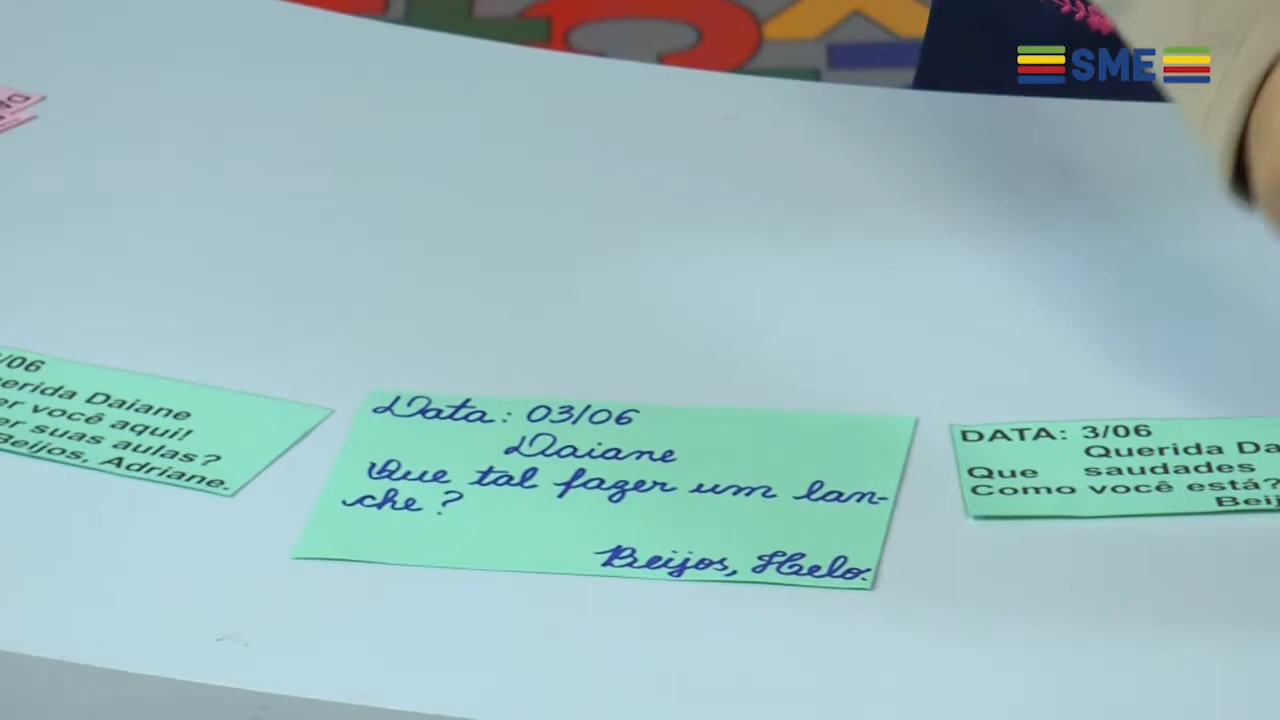 SME
/06
erida Daiane
er você aqui!
er suas aulas?
Beijos, Adriane.
Data: 03/06
Daiane
Que tal fazer um lan-
che?
Beijos, Helo.
DATA: 3/06
Querida Da
Que saudades
Como você está?
Beij